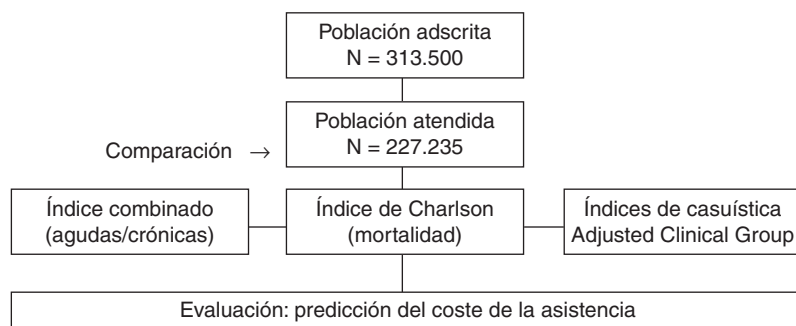 Población adscrita
N = 313.500
Población atendida
N = 227.235
Comparación →
Índice combinado
(agudas/crónicas)
Índice de Charlson
(mortalidad)
Índices de casuística
Adjusted Clinical Group
Evaluación: predicción del coste de la asistencia